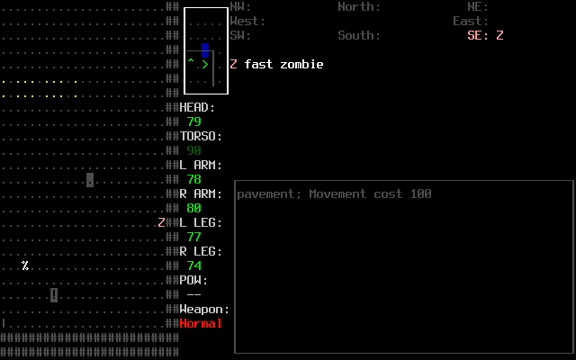 NW: North: NE:
West: East:
SW: South: SE: Z
Z fast zombie
HEAD:
79
TORSO:
90
L ARM:
78
R ARM:
80
L LEG:
77
R LEG:
74
POW:
--
Weapon:
Normal
pavement; Movement cost 100